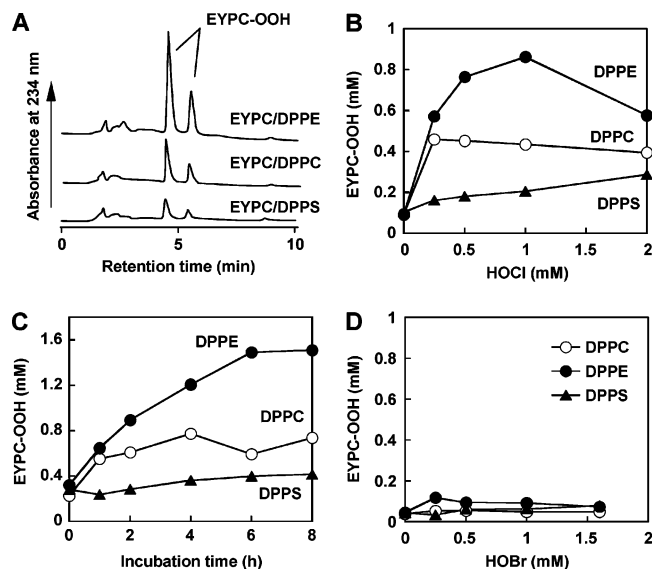 A
EYPC-OOH
Absorbance at 234 nm
EYPC/DPPE
EYPC/DPPC
EYPC/DPPS
0 5 10
Retention time (min)
B
EYPC-OOH (mM)
1
0.8
0.6
0.4
0.2
0
DPPE
DPPC
DPPS
0 0.5 1 1.5 2
HOCl (mM)
C
EYPC-OOH (mM)
1.6
1.2
0.8
0.4
0
DPPE
DPPC
DPPS
0 2 4 6 8
Incubation time (h)
D
EYPC-OOH (mM)
1
0.8
0.6
0.4
0.2
0
DPPC
DPPE
DPPS
0 0.5 1 1.5 2
HOBr (mM)